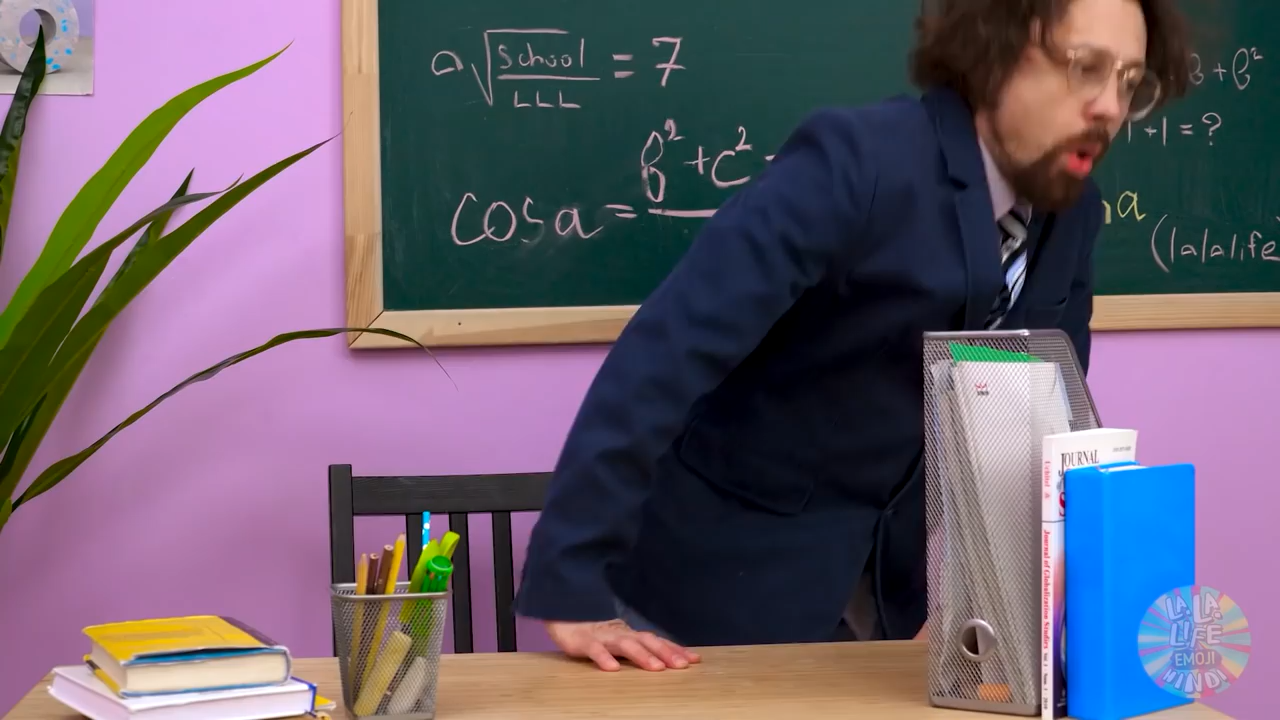 a√school = 7
LLL
b² + c²
cos a =
b + b²
1+1=?
a
(lalalife
JOURNAL
Journal of Globalization Studies
LA LA
LIFE
EMOJI
HINDI